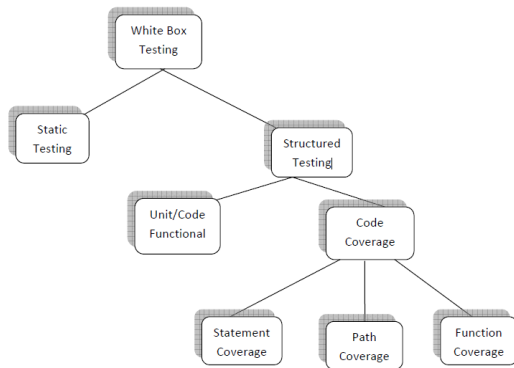 White Box
Testing
Static
Testing
Structured
Testing
Unit/Code
Functional
Code
Coverage
Statement
Coverage
Path
Coverage
Function
Coverage